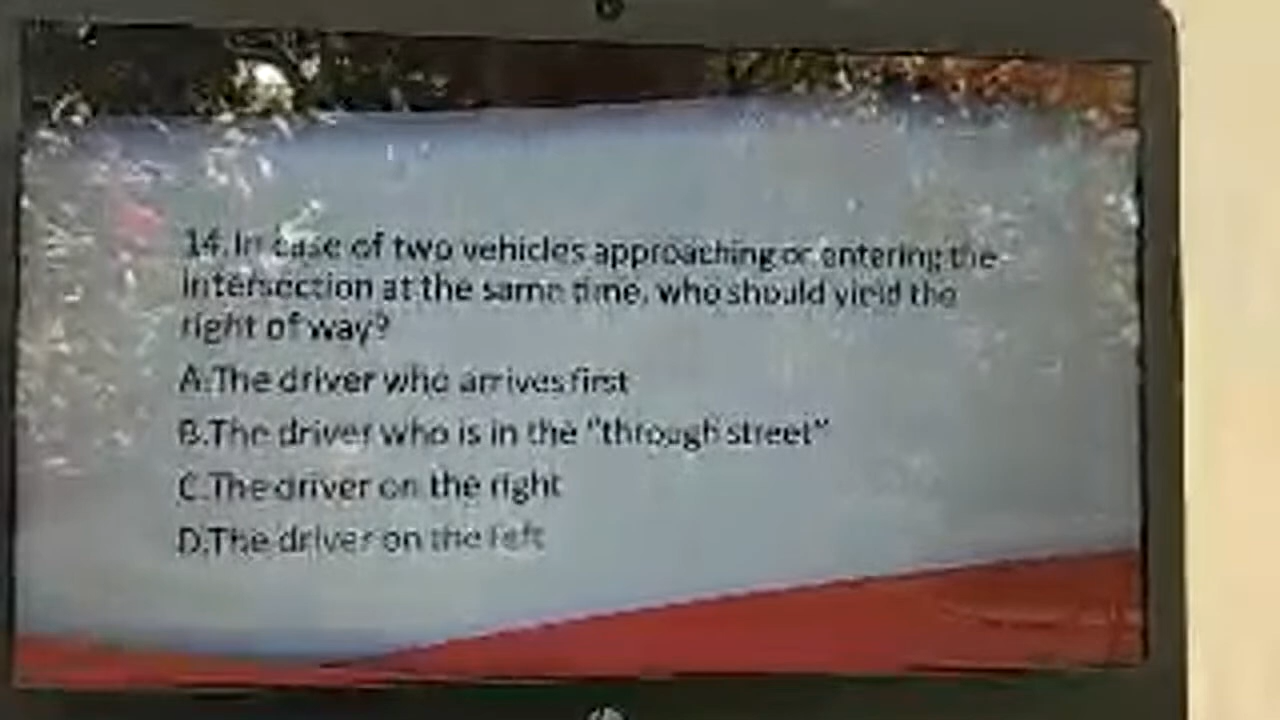 14. In case of two vehicles approaching or entering the
intersection at the same time, who should yield the
right of way?
A.The driver who arrives first
B.The driver who is in the "through street"
C.The driver on the right
D.The driver on the left
hp